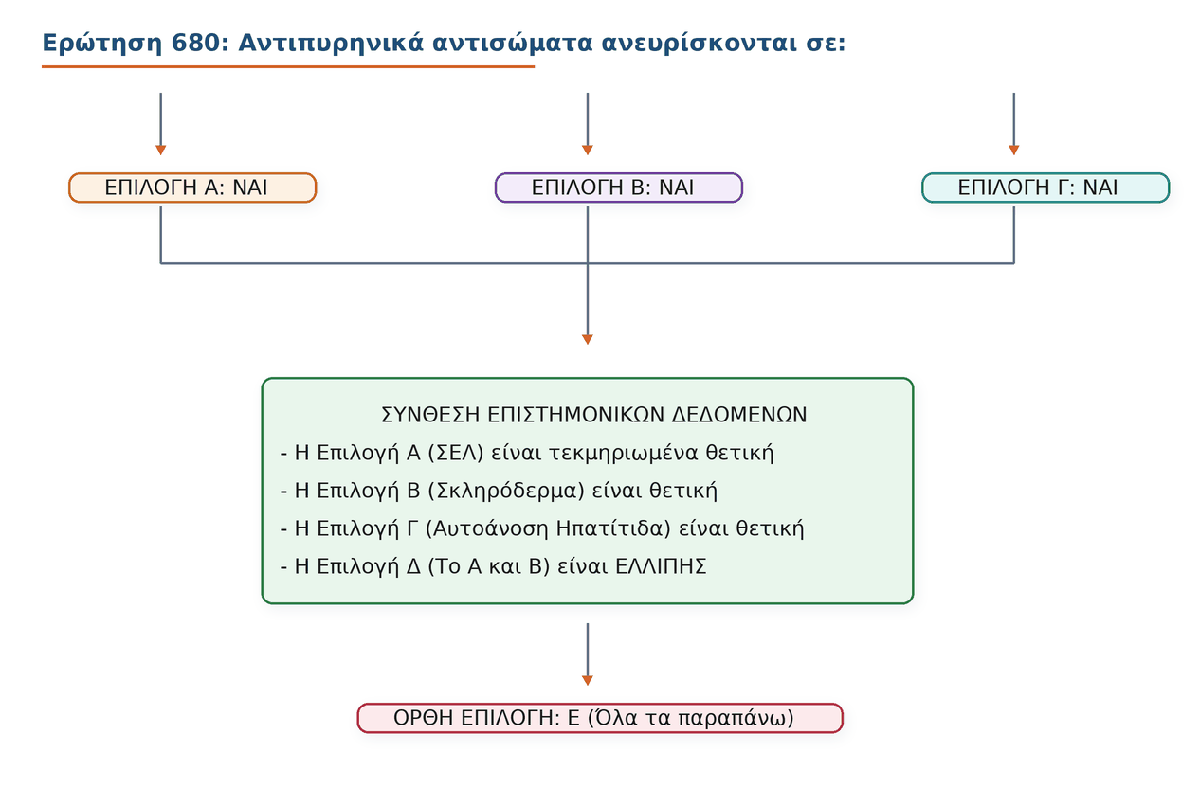 Ερώτηση 680: Αντιπυρηνικά αντισώματα ανευρίσκονται σε:
ΕΠΙΛΟΓΗ Α: ΝΑΙ
ΕΠΙΛΟΓΗ Β: ΝΑΙ
ΕΠΙΛΟΓΗ Γ: ΝΑΙ
ΣΥΝΘΕΣΗ ΕΠΙΣΤΗΜΟΝΙΚΩΝ ΔΕΔΟΜΕΝΩΝ
- Η Επιλογή Α (ΣΕΛ) είναι τεκμηριωμένα θετική
- Η Επιλογή Β (Σκληρόδερμα) είναι θετική
- Η Επιλογή Γ (Αυτοάνοση Ηπατίτιδα) είναι θετική
- Η Επιλογή Δ (Το Α και Β) είναι ΕΛΛΙΠΗΣ
ΟΡΘΗ ΕΠΙΛΟΓΗ: Ε (Όλα τα παραπάνω)